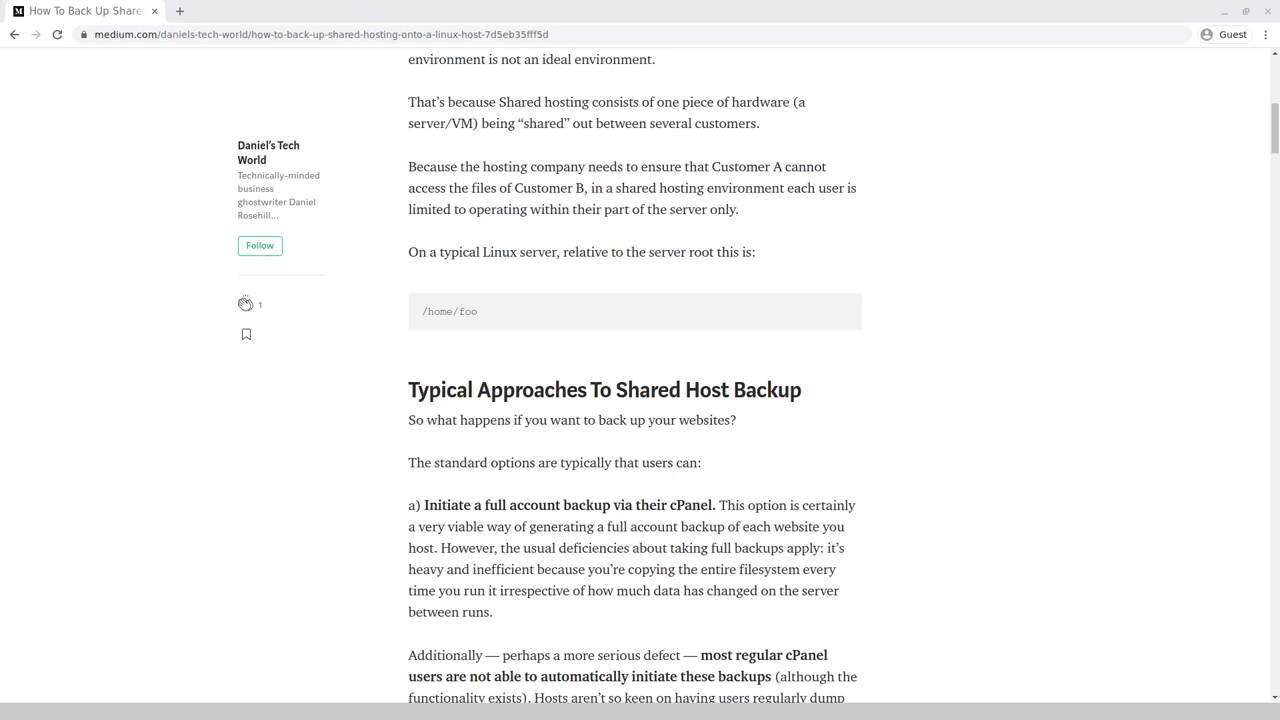 How To Back Up Share
medium.com/daniels-tech-world/how-to-back-up-shared-hosting-onto-a-linux-host-7d5eb35fff5d
Guest
environment is not an ideal environment.
That’s because Shared hosting consists of one piece of hardware (a
server/VM) being “shared” out between several customers.
Daniel’s Tech
World
Technically-minded
business
ghostwriter Daniel
Rosehill...
Follow
1
Because the hosting company needs to ensure that Customer A cannot
access the files of Customer B, in a shared hosting environment each user is
limited to operating within their part of the server only.
On a typical Linux server, relative to the server root this is:
/home/foo
Typical Approaches To Shared Host Backup
So what happens if you want to back up your websites?
The standard options are typically that users can:
a) Initiate a full account backup via their cPanel. This option is certainly
a very viable way of generating a full account backup of each website you
host. However, the usual deficiencies about taking full backups apply: it’s
heavy and inefficient because you’re copying the entire filesystem every
time you run it irrespective of how much data has changed on the server
between runs.
Additionally — perhaps a more serious defect — most regular cPanel
users are not able to automatically initiate these backups (although the
functionality exists). Hosts aren’t so keen on having users regularly dump